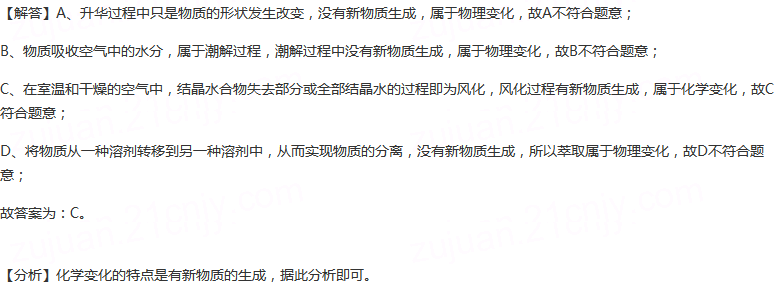 【解答】A、升华过程中只是物质的形状发生改变，没有新物质生成，属于物理变化，故A不符合题意；
B、物质吸收空气中的水分，属于潮解过程，潮解过程中没有新物质生成，属于物理变化，故B不符合题意；
C、在室温和干燥的空气中，结晶水合物失去部分或全部结晶水的过程即为风化，风化过程有新物质生成，属于化学变化，故C
符合题意；
D、将物质从一种溶剂转移到另一种溶剂中，从而实现物质的分离，没有新物质生成，所以萃取属于物理变化，故D不符合题
意；
故答案为：C。
【分析】化学变化的特点是有新物质的生成，据此分析即可。